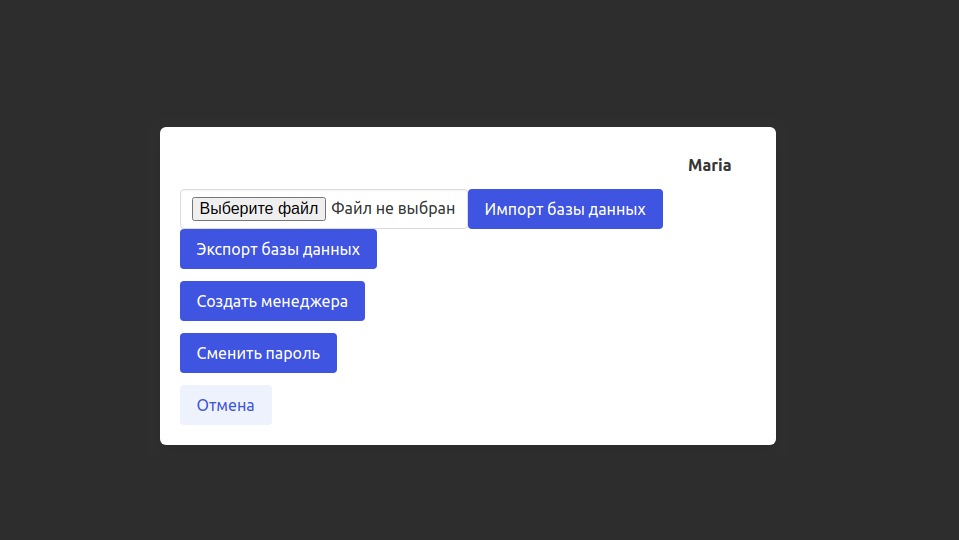 Maria
Выберите файл Файл не выбран Импорт базы данных
Экспорт базы данных
Создать менеджера
Сменить пароль
Отмена